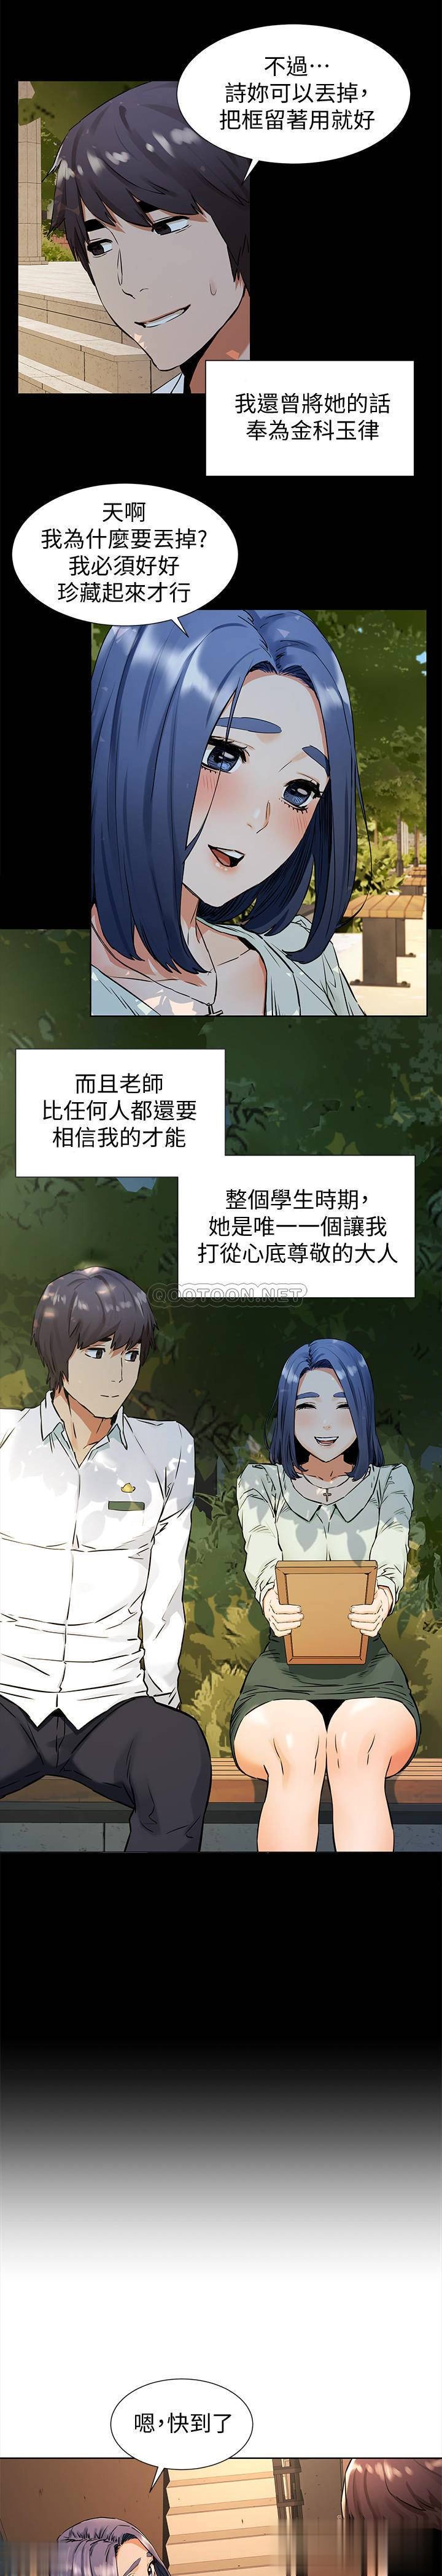 不過⋯
詩妳可以丟掉，
把框留著用就好
我還曾將她的話
奉為金科玉律
天啊
我為什麼要丟掉?
我必須好好
珍藏起來才行
而且老師
比任何人都還要
相信我的才能
整個學生時期，
她是唯一一個讓我
打從心底尊敬的大人
QOOTOON.NET
嗯，快到了